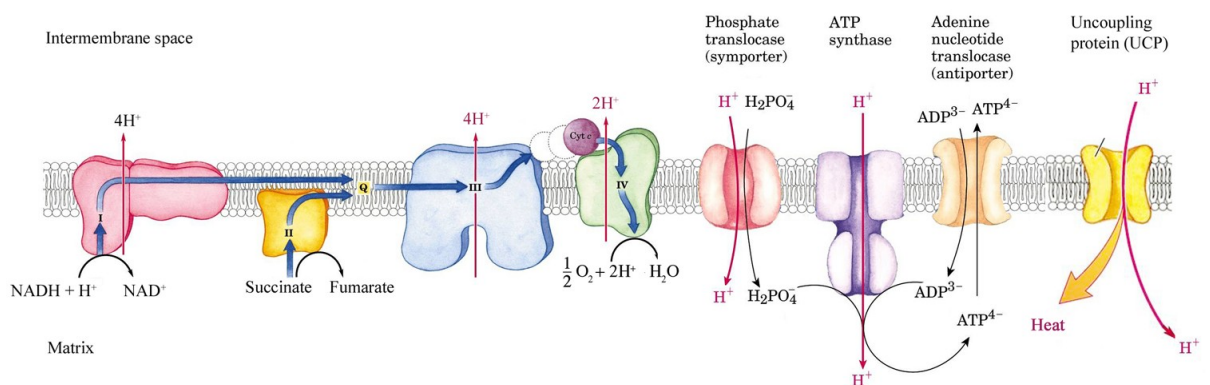 Intermembrane space
Phosphate
translocase
(symporter)
ATP
synthase
Adenine
nucleotide
translocase
(antiporter)
Uncoupling
protein (UCP)
4H⁺
4H⁺
2H⁺
Cyt c
H⁺ H₂PO₄⁻
H⁺
ADP³⁻ ATP⁴⁻
H⁺
I
II
Q
III
IV
NADH + H⁺ NAD⁺
Succinate Fumarate
½ O₂ + 2H⁺ H₂O
H⁺ H₂PO₄⁻
ADP³⁻
ATP⁴⁻
Heat
Matrix
H⁺
H⁺